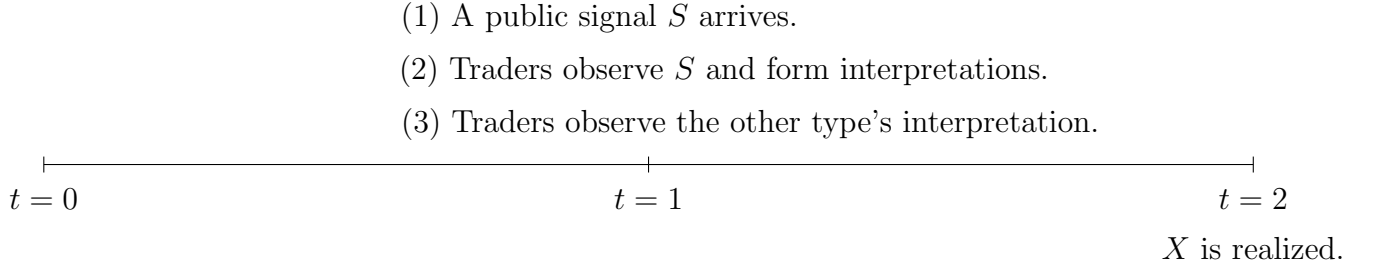 (1) A public signal S arrives.
(2) Traders observe S and form interpretations.
(3) Traders observe the other type's interpretation.
t = 0
t = 1
t = 2
X is realized.